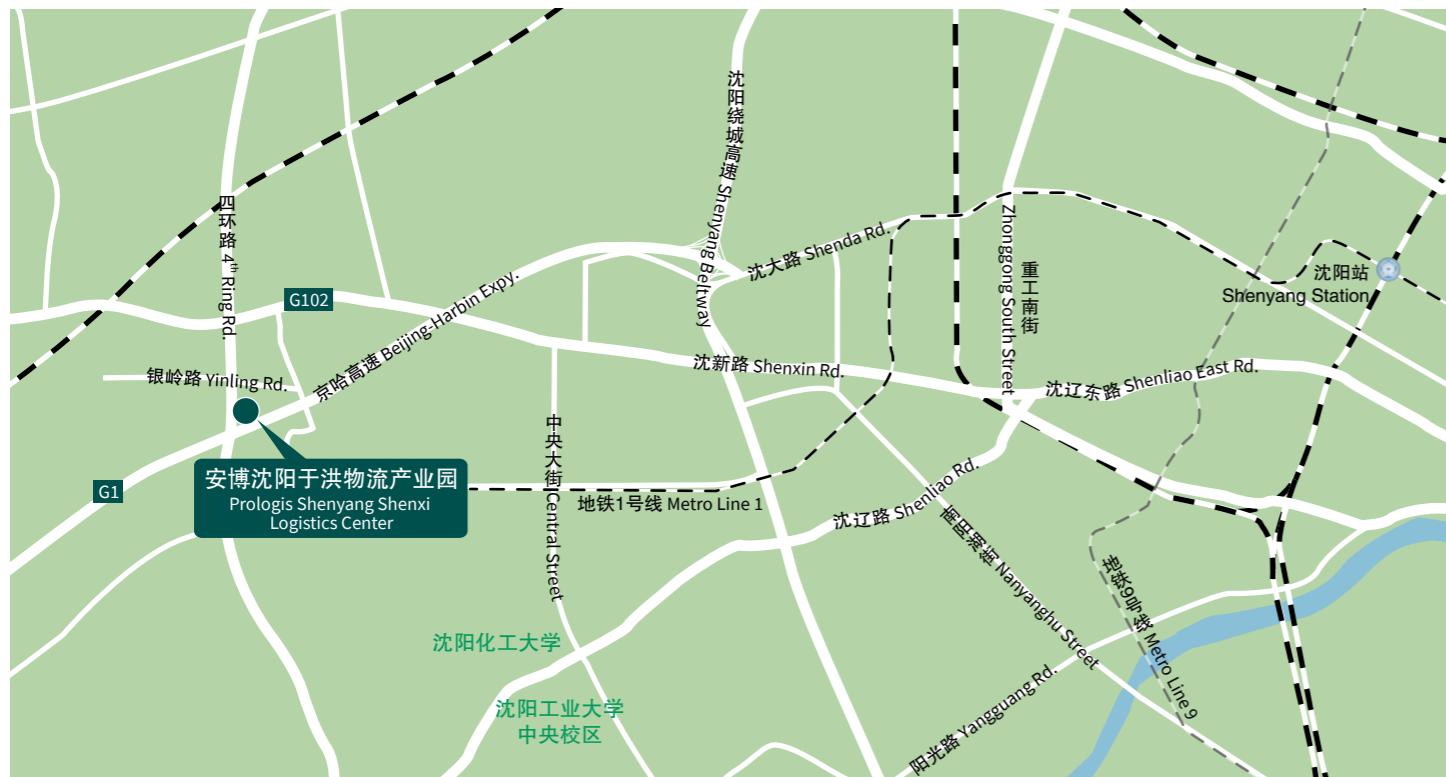 沈阳绕城高速 Shenyang Beltway
四环路 4th Ring Rd.
沈大路 Shenda Rd.
Zhonggong South Street
重工南街
沈阳站
Shenyang Station
G102
京哈高速 Beijing-Harbin Expy.
银岭路 Yinling Rd.
沈新路 Shenxin Rd.
沈辽东路 Shenliao East Rd.
中央大街 Central Street
安博沈阳于洪物流产业园
Prologis Shenyang Shenxi
Logistics Center
G1
地铁1号线 Metro Line 1
沈辽路 Shenliao Rd.
南阳湖街 Nanyanghu Street
地铁9号线 Metro Line 9
沈阳化工大学
沈阳工业大学
中央校区
阳光路 Yangguang Rd.